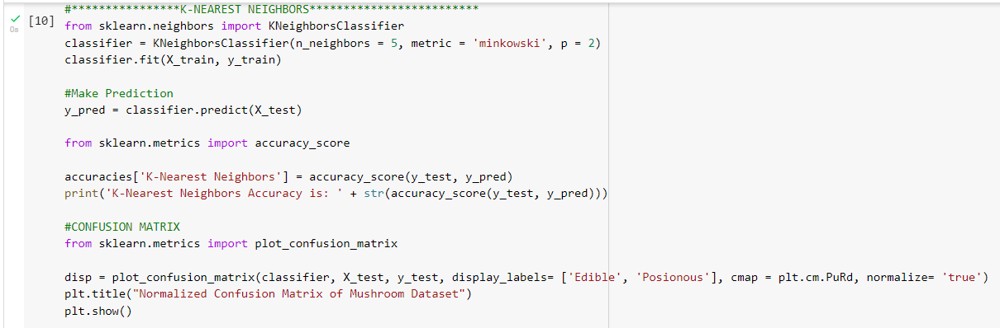 #****************K-NEAREST NEIGHBORS*************************
[10] from sklearn.neighbors import KNeighborsClassifier
0s
classifier = KNeighborsClassifier(n_neighbors = 5, metric = 'minkowski', p = 2)
classifier.fit(X_train, y_train)
#Make Prediction
y_pred = classifier.predict(X_test)
from sklearn.metrics import accuracy_score
accuracies['K-Nearest Neighbors'] = accuracy_score(y_test, y_pred)
print('K-Nearest Neighbors Accuracy is: ' + str(accuracy_score(y_test, y_pred)))
#CONFUSION MATRIX
from sklearn.metrics import plot_confusion_matrix
disp = plot_confusion_matrix(classifier, X_test, y_test, display_labels= ['Edible', 'Posionous'], cmap = plt.cm.PuRd, normalize= 'true')
plt.title("Normalized Confusion Matrix of Mushroom Dataset")
plt.show()